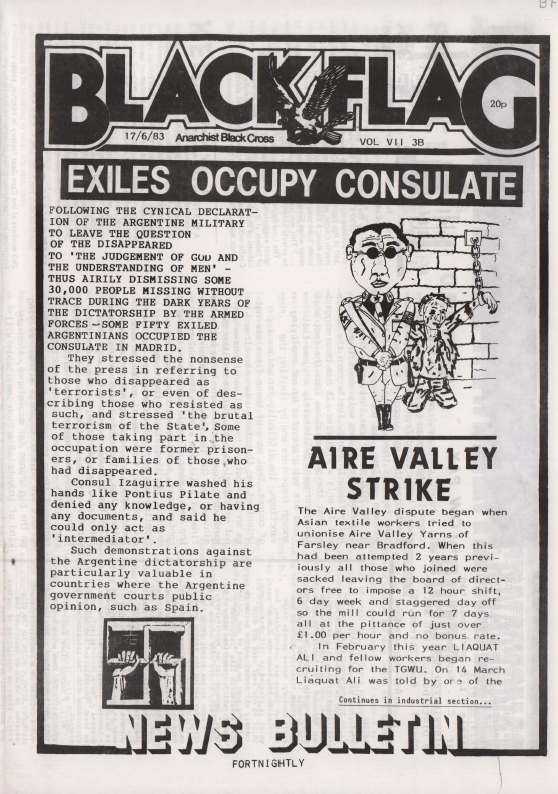 BF
BLACK FLAG
20p
17/6/83 Anarchist Black Cross VOL VII 3B
EXILES OCCUPY CONSULATE
FOLLOWING THE CYNICAL DECLARAT-
ION OF THE ARGENTINE MILITARY
TO LEAVE THE QUESTION
OF THE DISAPPEARED
TO 'THE JUDGEMENT OF GOD AND
THE UNDERSTANDING OF MEN' -
THUS AIRILY DISMISSING SOME
30,000 PEOPLE MISSING WITHOUT
TRACE DURING THE DARK YEARS OF
THE DICTATORSHIP BY THE ARMED
FORCES - SOME FIFTY EXILED
ARGENTINIANS OCCUPIED THE
CONSULATE IN MADRID.
They stressed the nonsense
of the press in referring to
those who disappeared as
'terrorists', or even of des-
cribing those who resisted as
such, and stressed 'the brutal
terrorism of the State'. Some
of those taking part in the
occupation were former prison-
ers, or families of those who
had disappeared.
Consul Izaguirre washed his
hands like Pontius Pilate and
denied any knowledge, or having
any documents, and said he
could only act as
'intermediator'.
Such demonstrations against
the Argentine dictatorship are
particularly valuable in
countries where the Argentine
government courts public
opinion, such as Spain.
AIRE VALLEY
STRIKE
The Aire Valley dispute began when
Asian textile workers tried to
unionise Aire Valley Yarns of
Farsley near Bradford. When this
had been attempted 2 years previ-
iously all those who joined were
sacked leaving the board of direct-
ors free to impose a 12 hour shift,
6 day week and staggered day off
so the mill could run for 7 days
all at the pittance of just over
£1.00 per hour and no bonus rate.
In February this year LIAQUAT
ALI and fellow workers began re-
cruiting for the TGWU. On 14 March
Liaquat Ali was told by one of the
Continues in industrial section...
NEWS BULLETIN
FORTNIGHTLY